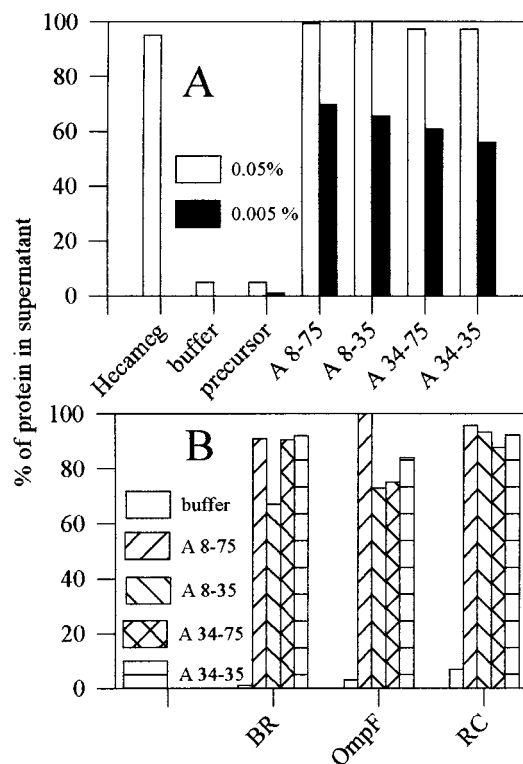 % of protein in supernatant
100
80
60
40
20
0
A
0.05%
0.005 %
Hecameg
buffer
precursor
A 8-75
A 8-35
A 34-75
A 34-35
100
80
60
40
20
0
B
buffer
A 8-75
A 8-35
A 34-75
A 34-35
BR
OmpF
RC